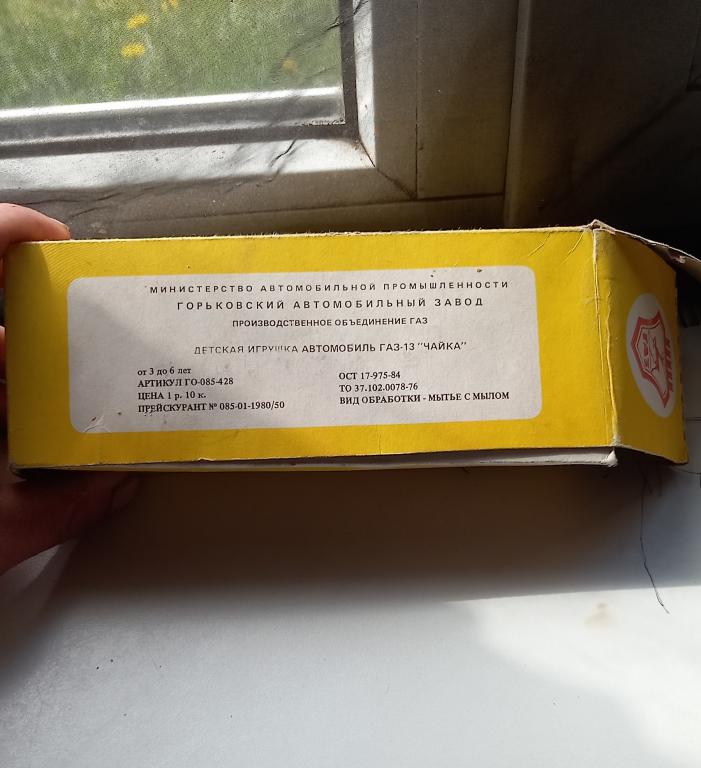 МИНИСТЕРСТВО АВТОМОБИЛЬНОЙ ПРОМЫШЛЕННОСТИ
ГОРЬКОВСКИЙ АВТОМОБИЛЬНЫЙ ЗАВОД
ПРОИЗВОДСТВЕННОЕ ОБЪЕДИНЕНИЕ ГАЗ
ДЕТСКАЯ ИГРУШКА АВТОМОБИЛЬ ГАЗ-13 "ЧАЙКА"
от 3 до 6 лет
АРТИКУЛ ГО-085-428
ЦЕНА 1 р. 10 к.
ПРЕЙСКУРАНТ № 085-01-1980/50
ОСТ 17-975-84
ТО 37.102.0078-76
ВИД ОБРАБОТКИ - МЫТЬЕ С МЫЛОМ